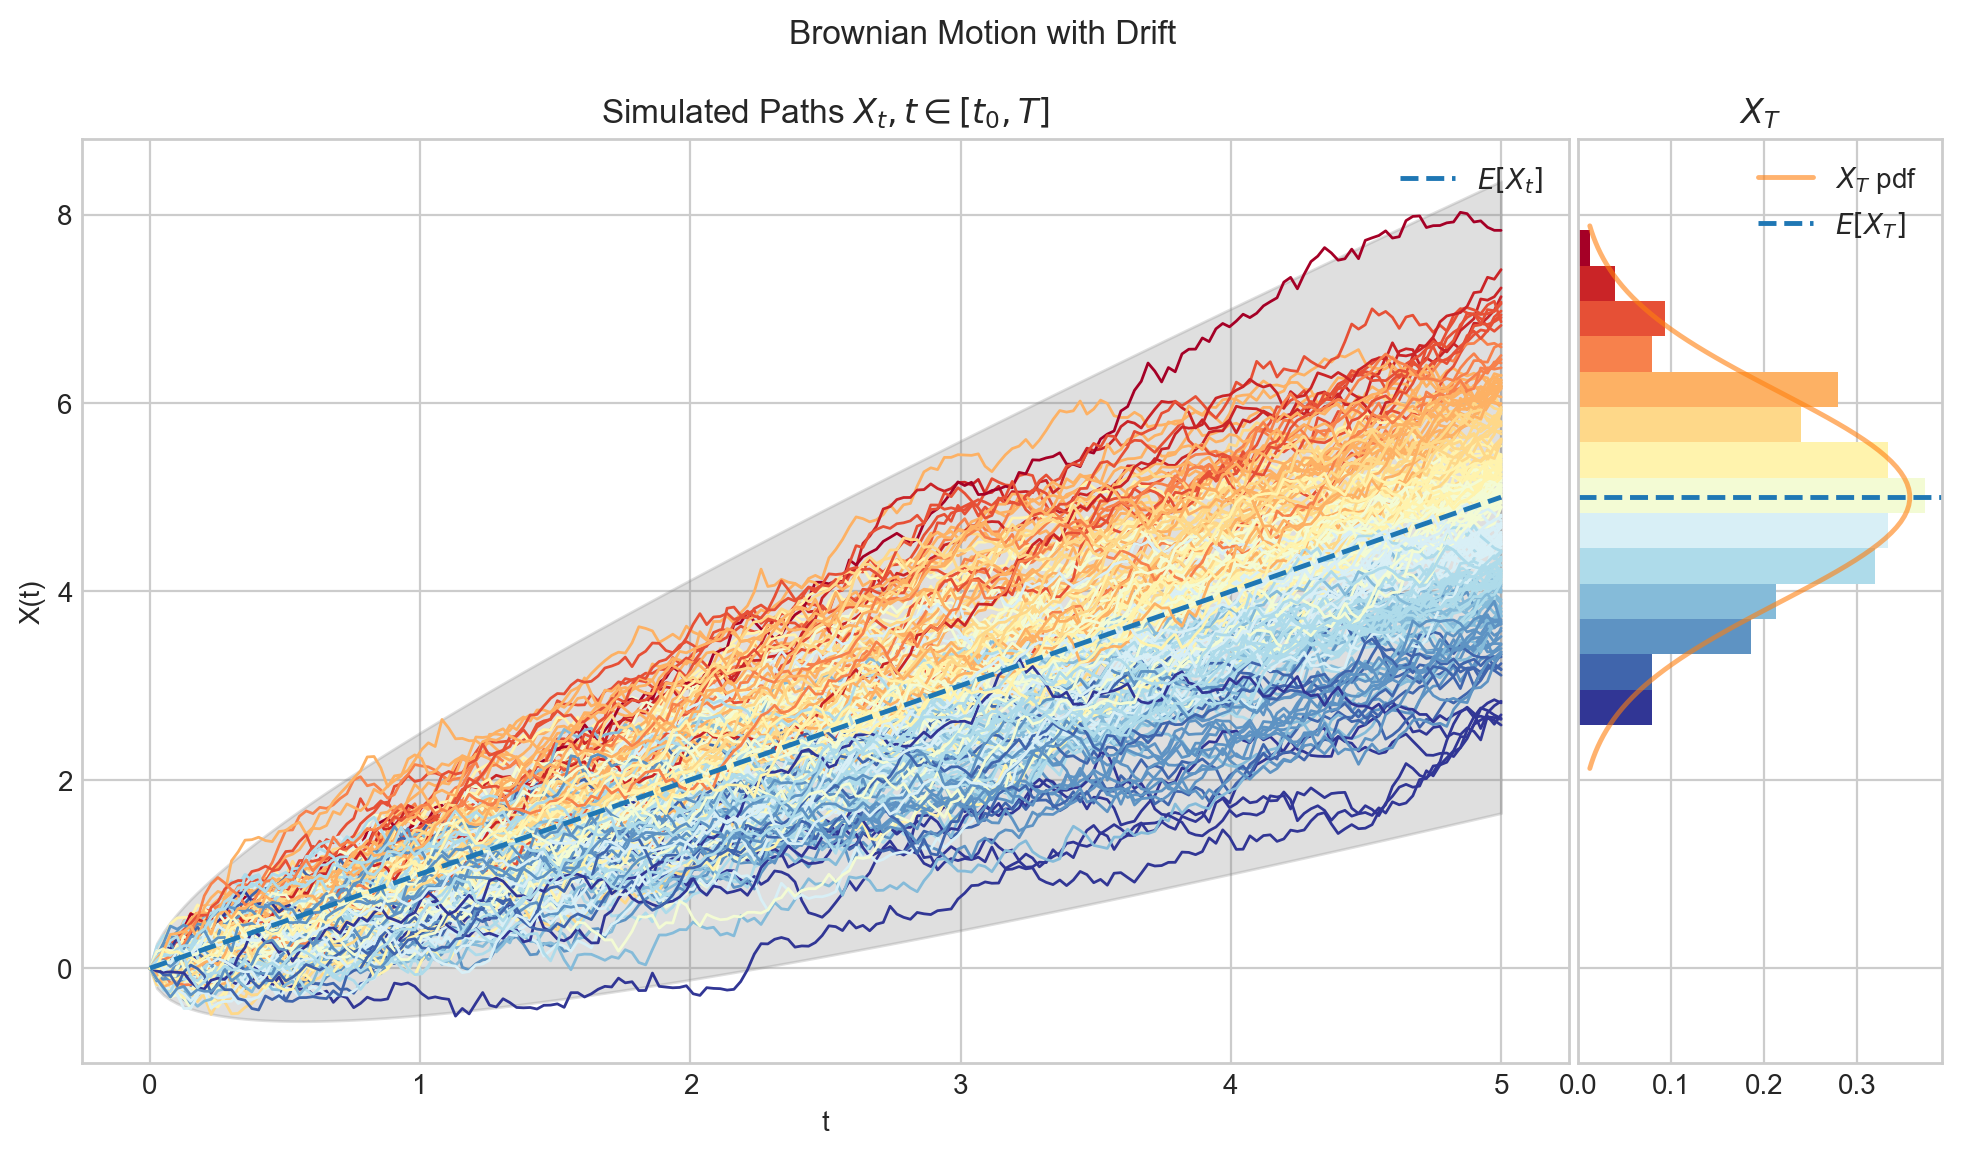 Brownian Motion with Drift
Simulated Paths $X_t, t \in [t_0, T]$
$X_T$
$E[X_t]$
$X_T$ pdf
$E[X_T]$
X(t)
8
6
4
2
0
0 1 2 3 4 5
t
0.0 0.1 0.2 0.3